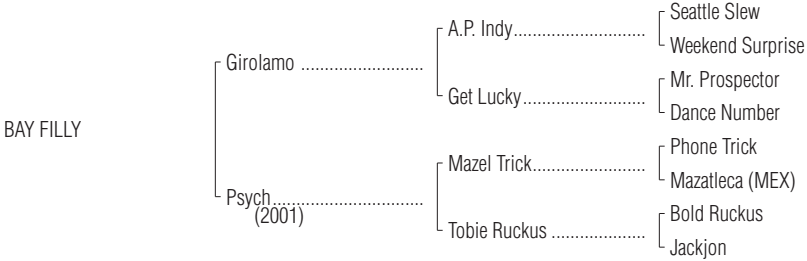 Seattle Slew
A.P. Indy..............................
Weekend Surprise
Girolamo ............................
Mr. Prospector
Get Lucky............................
Dance Number
BAY FILLY
Phone Trick
Mazel Trick..........................
Mazatleca (MEX)
Psych...................................
(2001)
Bold Ruckus
Tobie Ruckus .....................
Jackjon